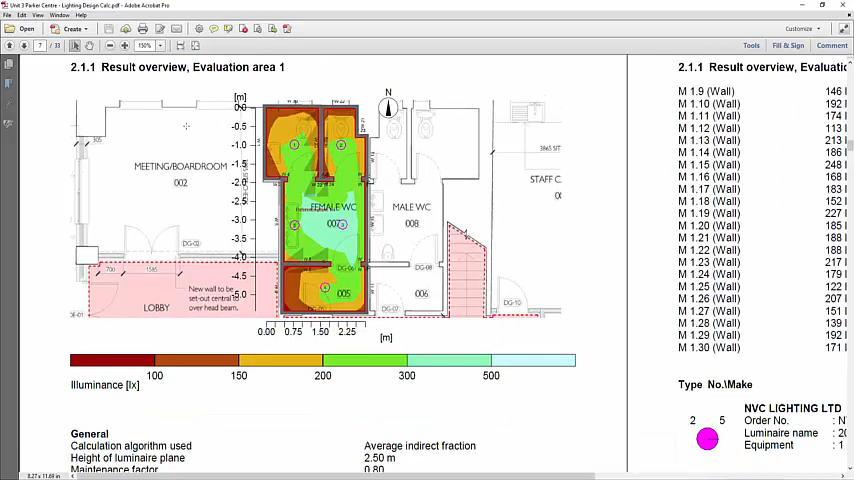 Unit 3 Parker Centre - Lighting Design Calc.pdf - Adobe Acrobat Pro
File Edit View Window Help
Open Create Customize
7 / 33 150% Tools Fill & Sign Comment
2.1.1 Result overview, Evaluation area 1
[m]
0.0
-0.5
-1.0
-1.5
-2.0
-2.5
-3.0
-3.5
-4.0
-4.5
-5.0
N
305
MEETING/BOARDROOM
002
DG-02
700 1585
New wall to be
set-out central to
over head beam.
LOBBY
DE-01
FEMALE WC
007
MALE WC
008
DG-06
DG-08
005
006
DG-10
3865 SIT
STAFF C
0.00 0.75 1.50 2.25
[m]
100 150 200 300 500
Illuminance [lx]
General
Calculation algorithm used Average indirect fraction
Height of luminaire plane 2.50 m
Maintenance factor 0.80
8.27 x 11.69 in
2.1.1 Result overview, Evaluatio
M 1.9 (Wall) 146 l
M 1.10 (Wall) 192 l
M 1.11 (Wall) 174 l
M 1.12 (Wall) 113 l
M 1.13 (Wall) 213 l
M 1.14 (Wall) 186 l
M 1.15 (Wall) 248 l
M 1.16 (Wall) 168 l
M 1.17 (Wall) 183 l
M 1.18 (Wall) 152 l
M 1.19 (Wall) 227 l
M 1.20 (Wall) 185 l
M 1.21 (Wall) 188 l
M 1.22 (Wall) 123 l
M 1.23 (Wall) 217 l
M 1.24 (Wall) 179 l
M 1.25 (Wall) 122 l
M 1.26 (Wall) 207 l
M 1.27 (Wall) 151 l
M 1.28 (Wall) 139 l
M 1.29 (Wall) 192 l
M 1.30 (Wall) 171 l
Type No.\Make
2 5
NVC LIGHTING LTD
Order No. : N
Luminaire name : 20
Equipment : 1